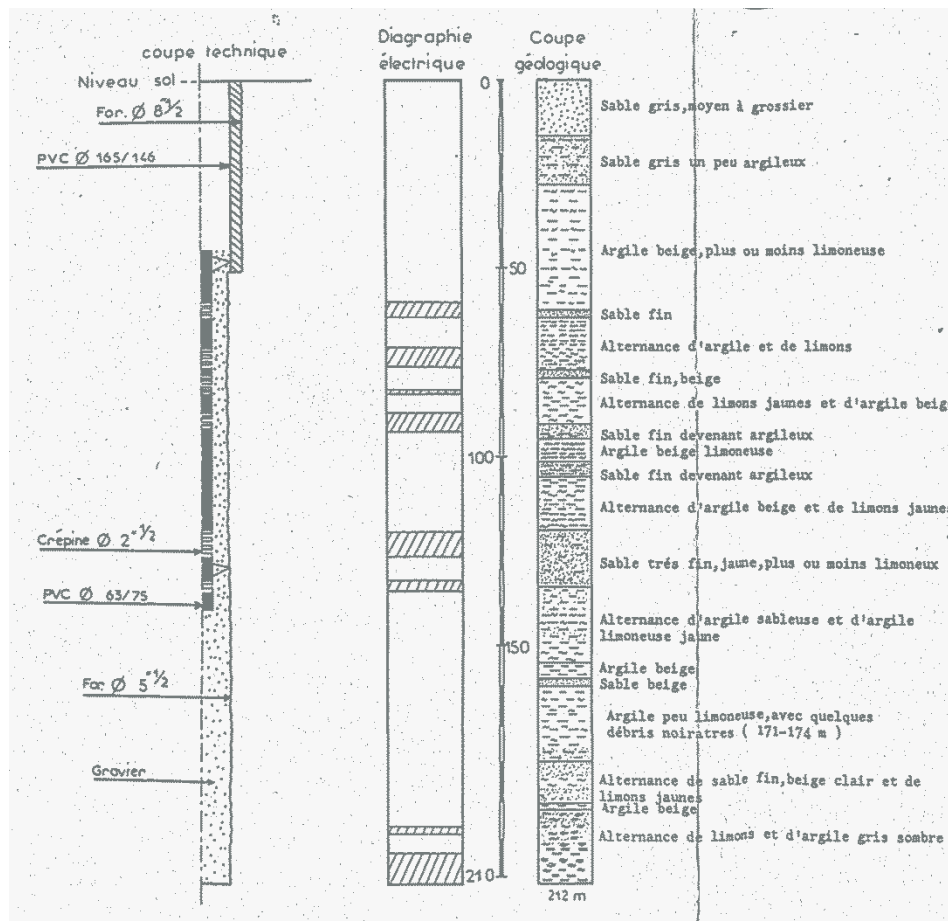 coupe technique
Niveau sol
For. Ø 8"1/2
PVC Ø 165/146
Crépine Ø 2"1/2
PVC Ø 63/75
For Ø 5"1/2
Gravier
Diagraphie
électrique
Coupe
géologique
0
50
100
150
210
212 m
Sable gris,moyen à grossier
Sable gris un peu argileux
Argile beige,plus ou moins limoneuse
Sable fin
Alternance d'argile et de limons
Sable fin,beige
Alternance de limons jaunes et d'argile beige
Sable fin devenant argileux
Argile beige limoneuse
Sable fin devenant argileux
Alternance d'argile beige et de limons jaunes
Sable trés fin,jaune,plus ou moins limoneux
Alternance d'argile sableuse et d'argile
limoneuse jaune
Argile beige
Sable beige
Argile peu limoneuse,avec quelques
débris noiratres ( 171-174 m )
Alternance de sable fin,beige clair et de
limons jaunes
Argile beige
Alternance de limons et d'argile gris sombre